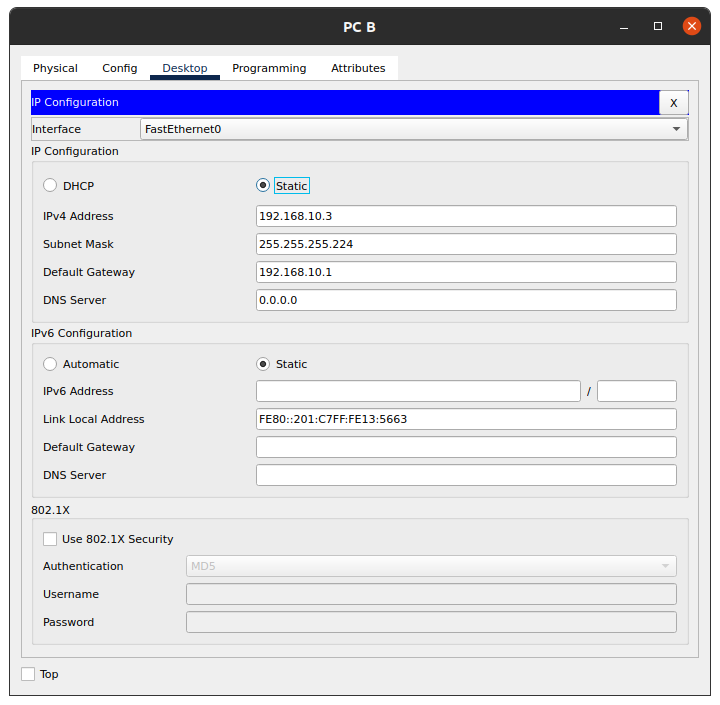 PC B
Physical Config Desktop Programming Attributes
IP Configuration X
Interface FastEthernet0
IP Configuration
DHCP Static
IPv4 Address 192.168.10.3
Subnet Mask 255.255.255.224
Default Gateway 192.168.10.1
DNS Server 0.0.0.0
IPv6 Configuration
Automatic Static
IPv6 Address /
Link Local Address FE80::201:C7FF:FE13:5663
Default Gateway
DNS Server
802.1X
Use 802.1X Security
Authentication MD5
Username
Password
Top